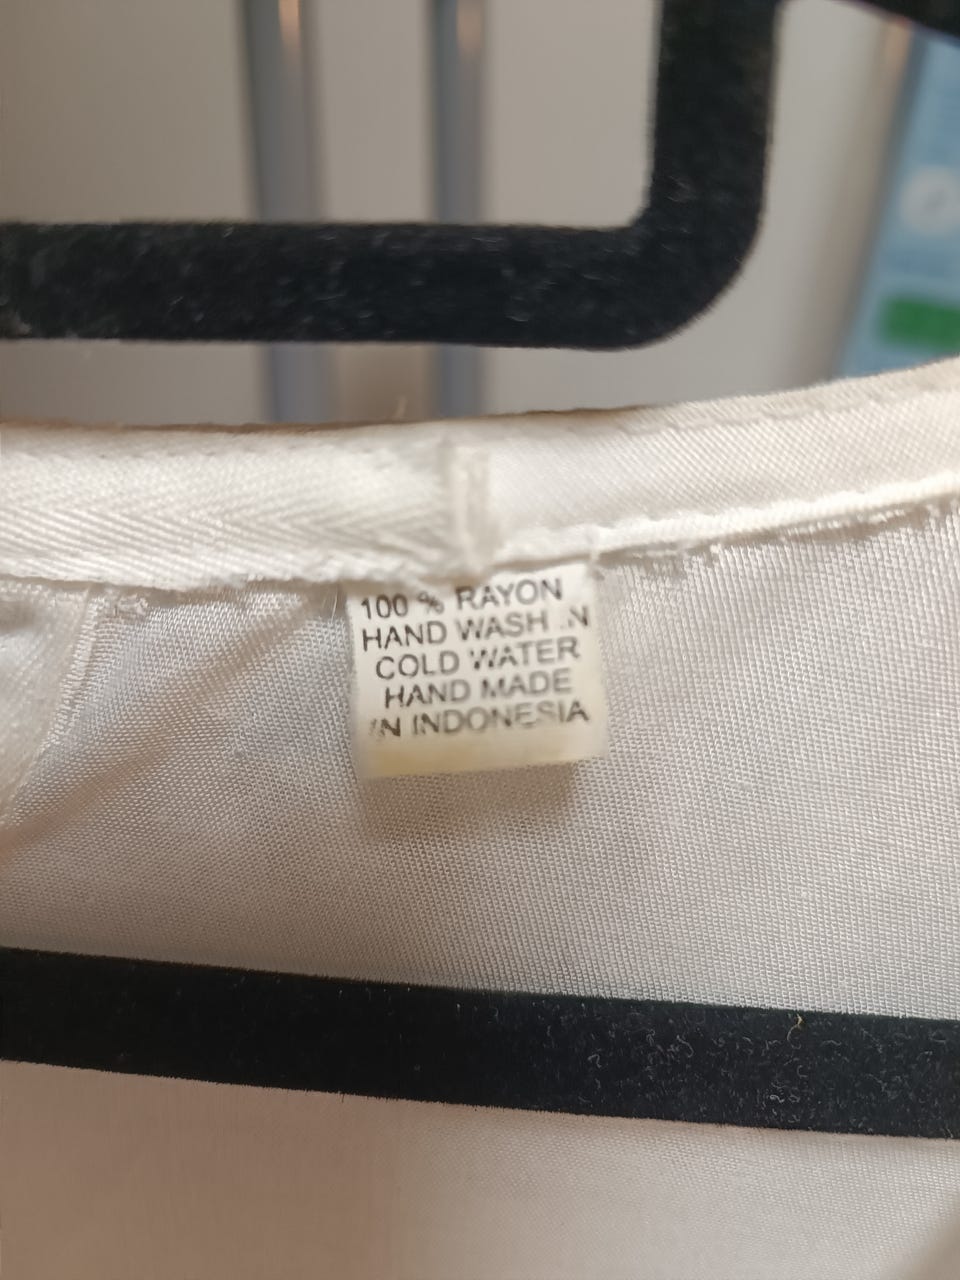 100 % RAYON
HAND WASH IN
COLD WATER
HAND MADE
IN INDONESIA